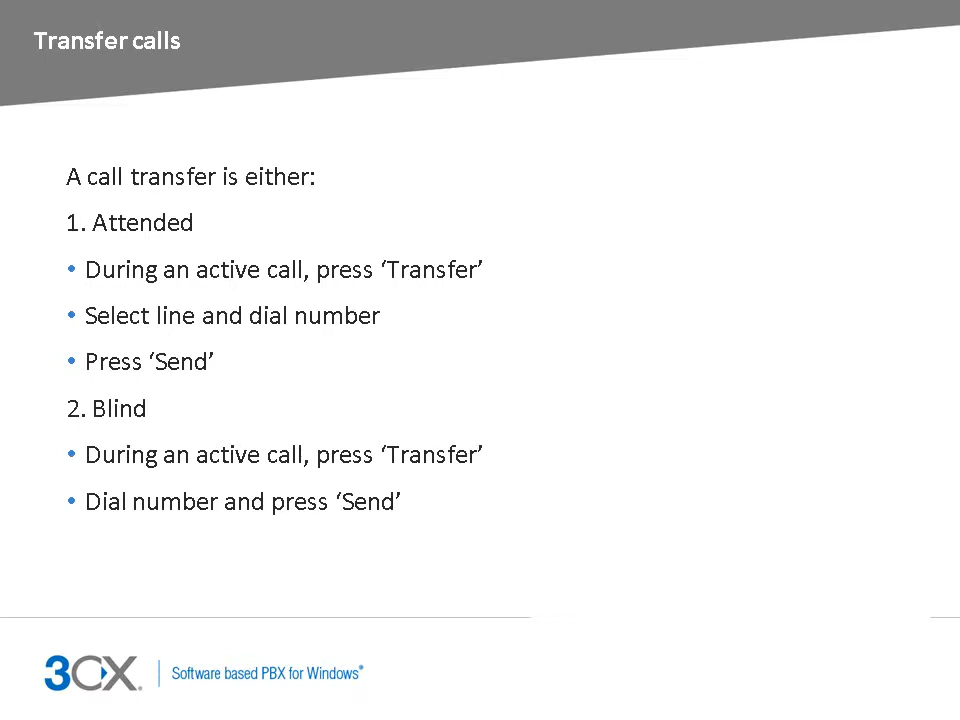 Transfer calls
A call transfer is either:
1. Attended
• During an active call, press ‘Transfer’
• Select line and dial number
• Press ‘Send’
2. Blind
• During an active call, press ‘Transfer’
• Dial number and press ‘Send’
3CX® Software based PBX for Windows®